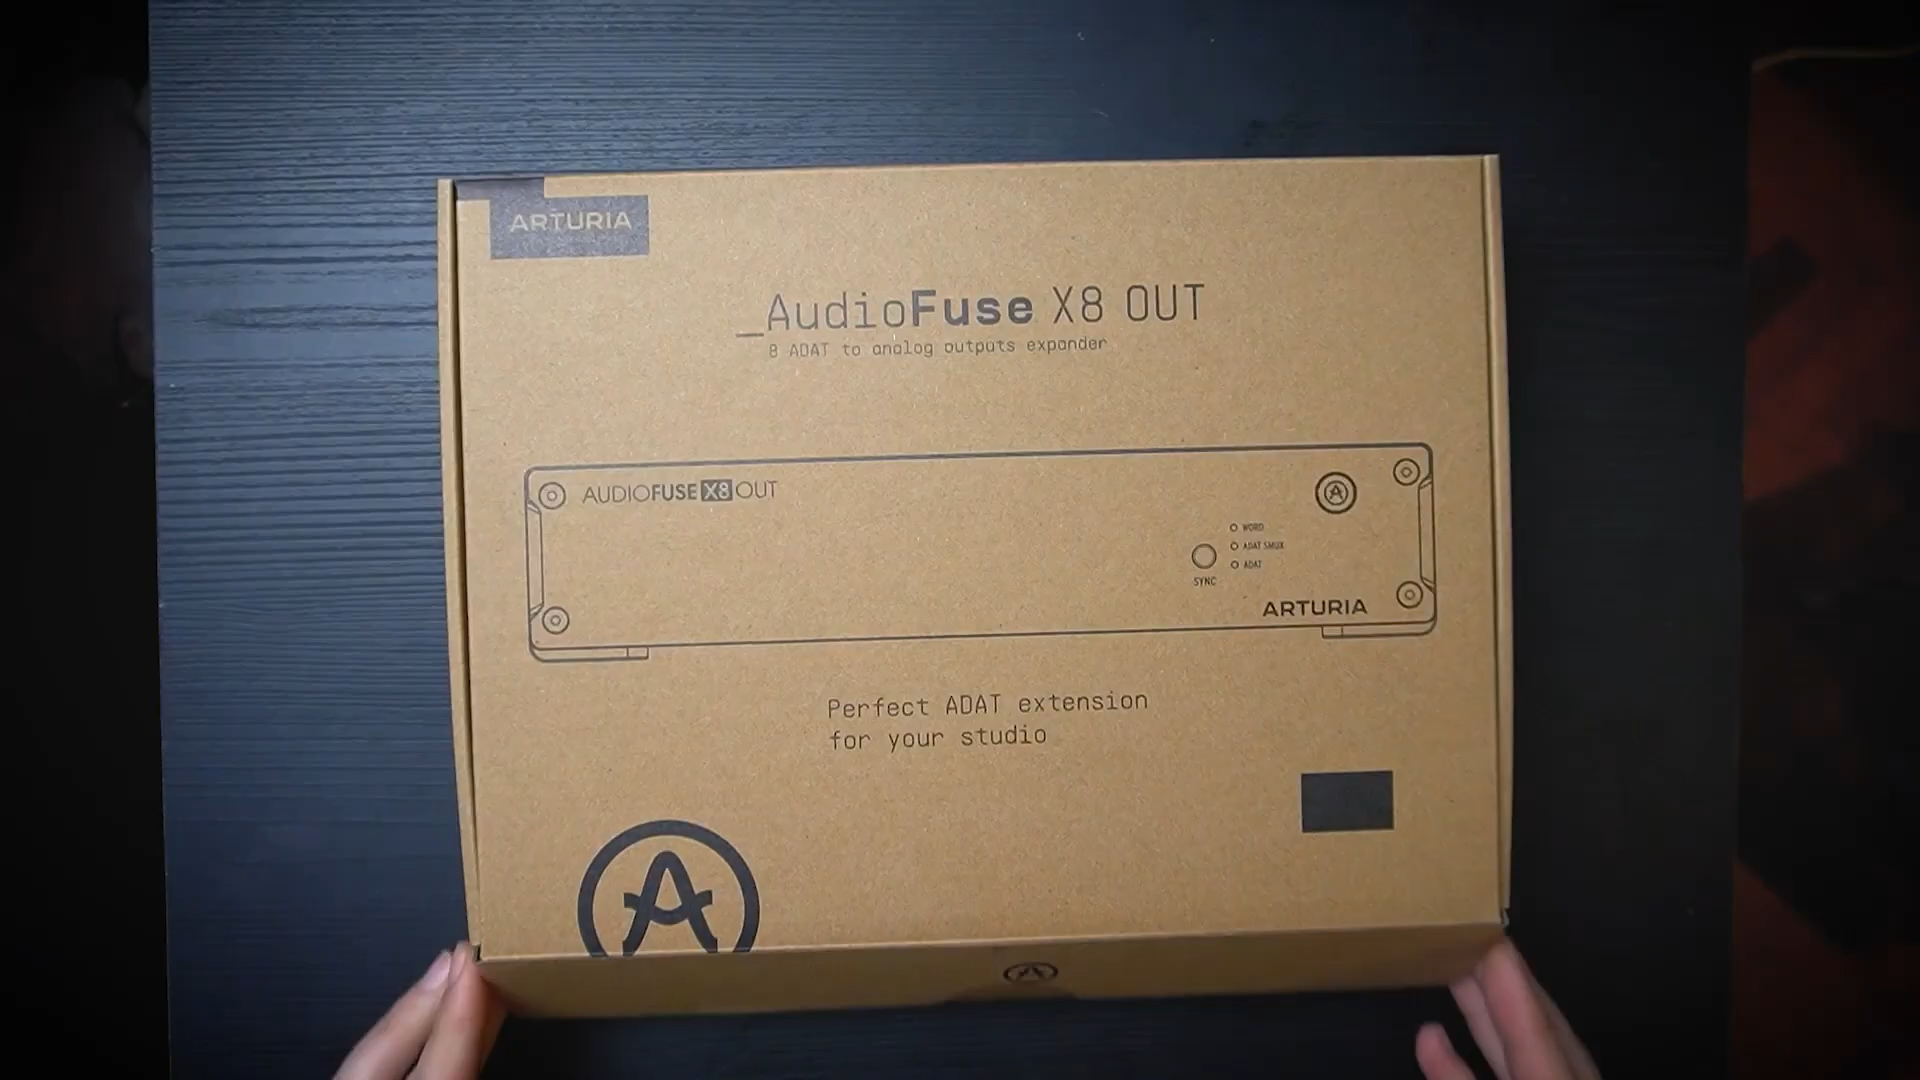 ARTURIA
_AudioFuse X8 OUT
8 ADAT to analog outputs expander
AUDIOFUSE X8 OUT
WORD
ADAT SMUX
ADAT
SYNC
ARTURIA
Perfect ADAT extension
for your studio